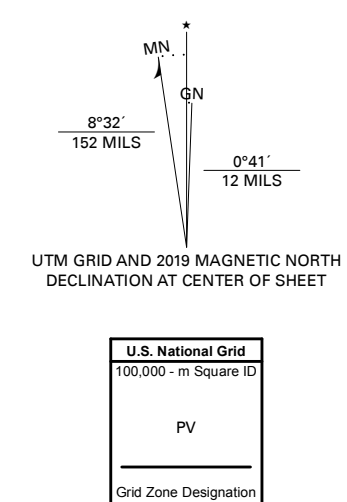 ★
MN
GN
8°32´
152 MILS
0°41´
12 MILS
UTM GRID AND 2019 MAGNETIC NORTH
DECLINATION AT CENTER OF SHEET
U.S. National Grid
100,000 - m Square ID
PV
Grid Zone Designation